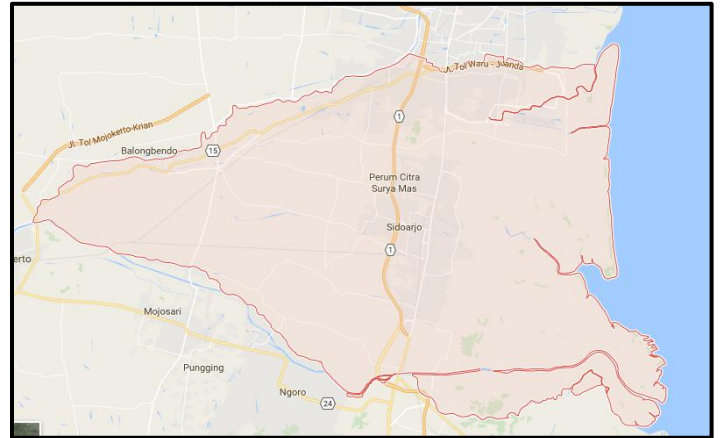 Jl. Tol Waru - Juanda
Jl. Tol Mojokerto-Krian
1
Balongbendo
15
Perum Citra
Surya Mas
Sidoarjo
1
erto
Mojosari
Pungging
Ngoro
24